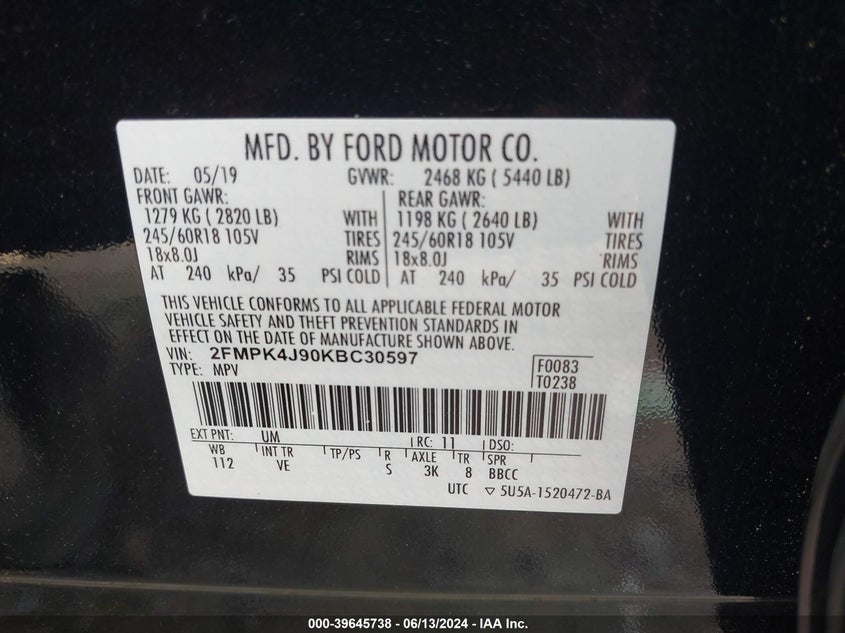 MFD. BY FORD MOTOR CO.
DATE: 05/19 GVWR: 2468 KG ( 5440 LB)
FRONT GAWR: REAR GAWR:
1279 KG ( 2820 LB) WITH 1198 KG ( 2640 LB) WITH
245/60R18 105V TIRES 245/60R18 105V TIRES
18x8.0J RIMS 18x8.0J RIMS
AT 240 kPa/ 35 PSI COLD AT 240 kPa/ 35 PSI COLD
THIS VEHICLE CONFORMS TO ALL APPLICABLE FEDERAL MOTOR
VEHICLE SAFETY AND THEFT PREVENTION STANDARDS IN
EFFECT ON THE DATE OF MANUFACTURE SHOWN ABOVE.
VIN: 2FMPK4J90KBC30597 F0083
TYPE: MPV T0238
EXT PNT: UM RC: 11 DSO:
WB INT TR TP/PS R AXLE TR SPR
112 VE S 3K 8 BBCC
UTC ▽ 5U5A-1520472-BA
000-39645738 - 06/13/2024 - IAA Inc.